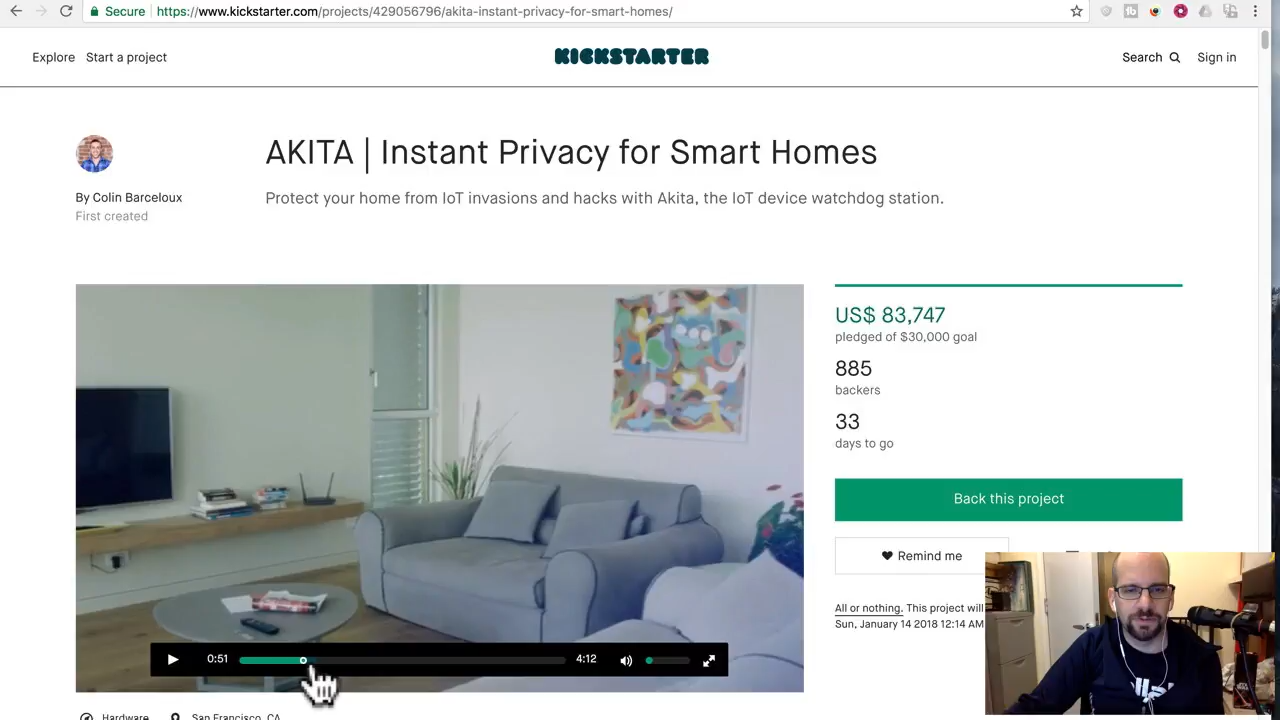 Secure https://www.kickstarter.com/projects/429056796/akita-instant-privacy-for-smart-homes/
Explore Start a project KICKSTARTER Search Sign in
AKITA | Instant Privacy for Smart Homes
By Colin Barceloux
First created
Protect your home from IoT invasions and hacks with Akita, the IoT device watchdog station.
US$ 83,747
pledged of $30,000 goal
885
backers
33
days to go
Back this project
Remind me
All or nothing. This project will
Sun, January 14 2018 12:14 AM
0:51 4:12
Hardware San Francisco, CA